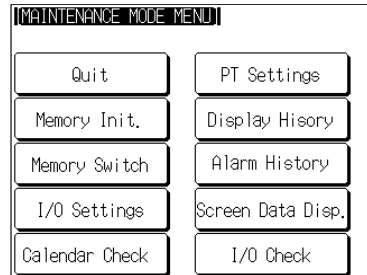 [MAINTENANCE MODE MENU]
Quit
PT Settings
Memory Init.
Display Hisory
Memory Switch
Alarm History
I/O Settings
Screen Data Disp.
Calendar Check
I/O Check